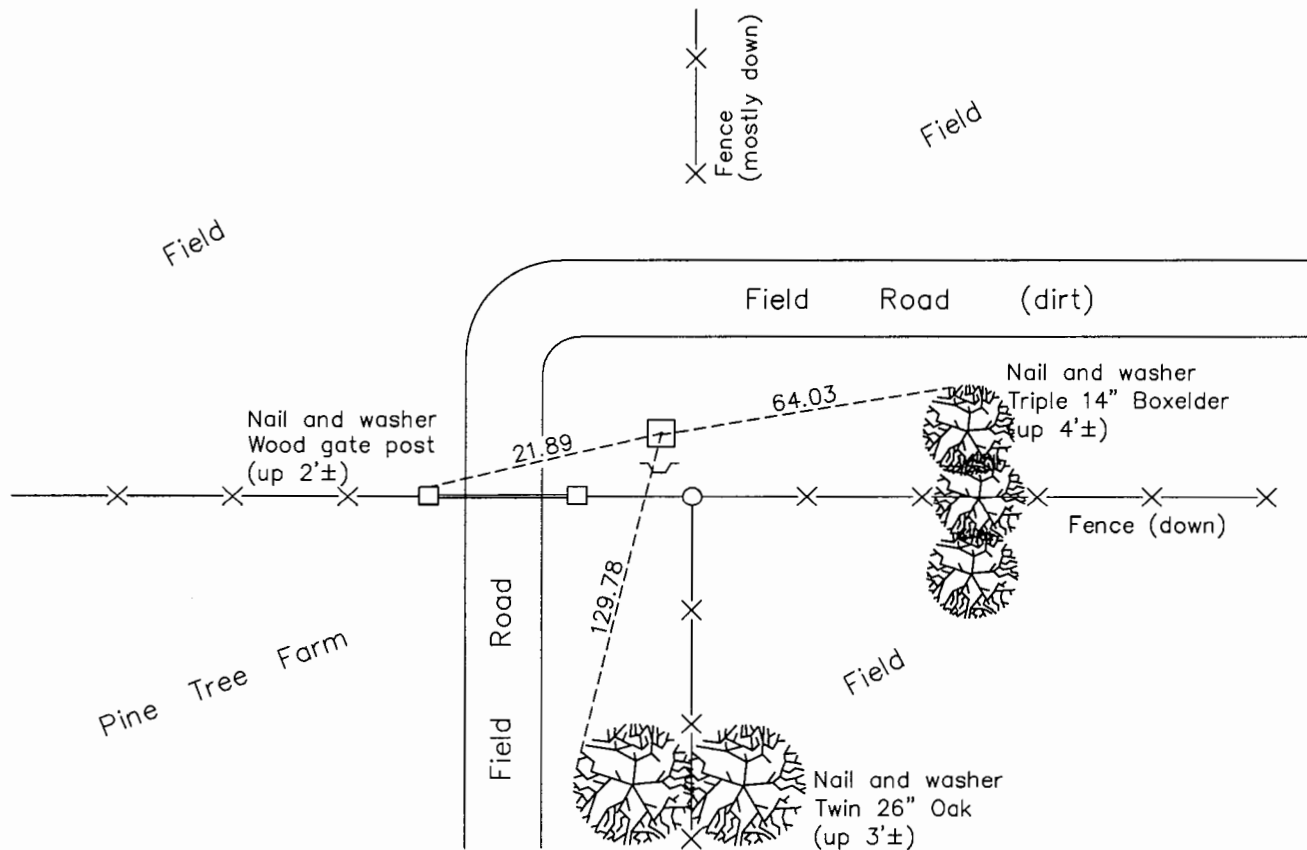 Fence
(mostly down)
Field
Field
Field Road (dirt)
Nail and washer
Triple 14" Boxelder
(up 4'±)
64.03
Nail and washer
Wood gate post
(up 2'±)
21.89
Fence (down)
129.78
Field Road
Pine Tree Farm
Field
Nail and washer
Twin 26" Oak
(up 3'±)